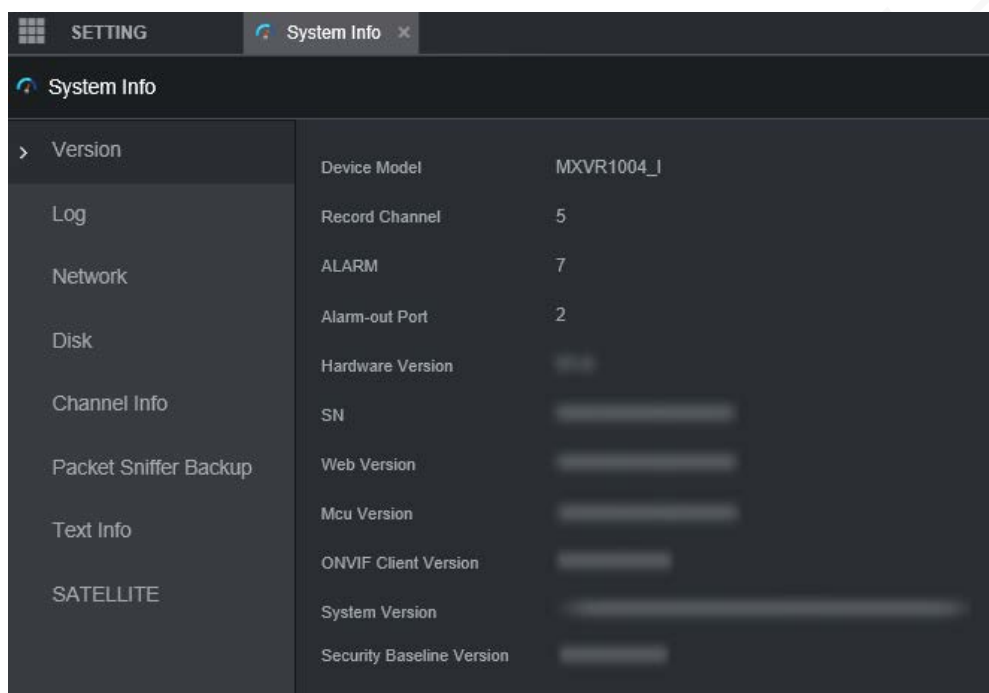 SETTING
System Info ×
System Info
> Version
Log
Network
Disk
Channel Info
Packet Sniffer Backup
Text Info
SATELLITE
Device Model MXVR1004_I
Record Channel 5
ALARM 7
Alarm-out Port 2
Hardware Version
SN
Web Version
Mcu Version
ONVIF Client Version
System Version
Security Baseline Version